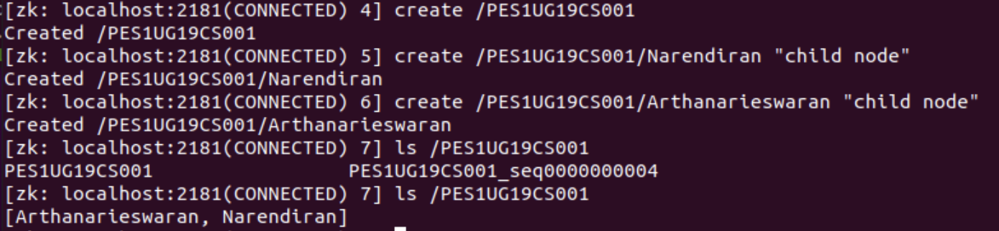 [zk: localhost:2181(CONNECTED) 4] create /PES1UG19CS001
Created /PES1UG19CS001
[zk: localhost:2181(CONNECTED) 5] create /PES1UG19CS001/Narendiran "child node"
Created /PES1UG19CS001/Narendiran
[zk: localhost:2181(CONNECTED) 6] create /PES1UG19CS001/Arthanarieswaran "child node"
Created /PES1UG19CS001/Arthanarieswaran
[zk: localhost:2181(CONNECTED) 7] ls /PES1UG19CS001
PES1UG19CS001                 PES1UG19CS001_seq0000000004
[zk: localhost:2181(CONNECTED) 7] ls /PES1UG19CS001
[Arthanarieswaran, Narendiran]